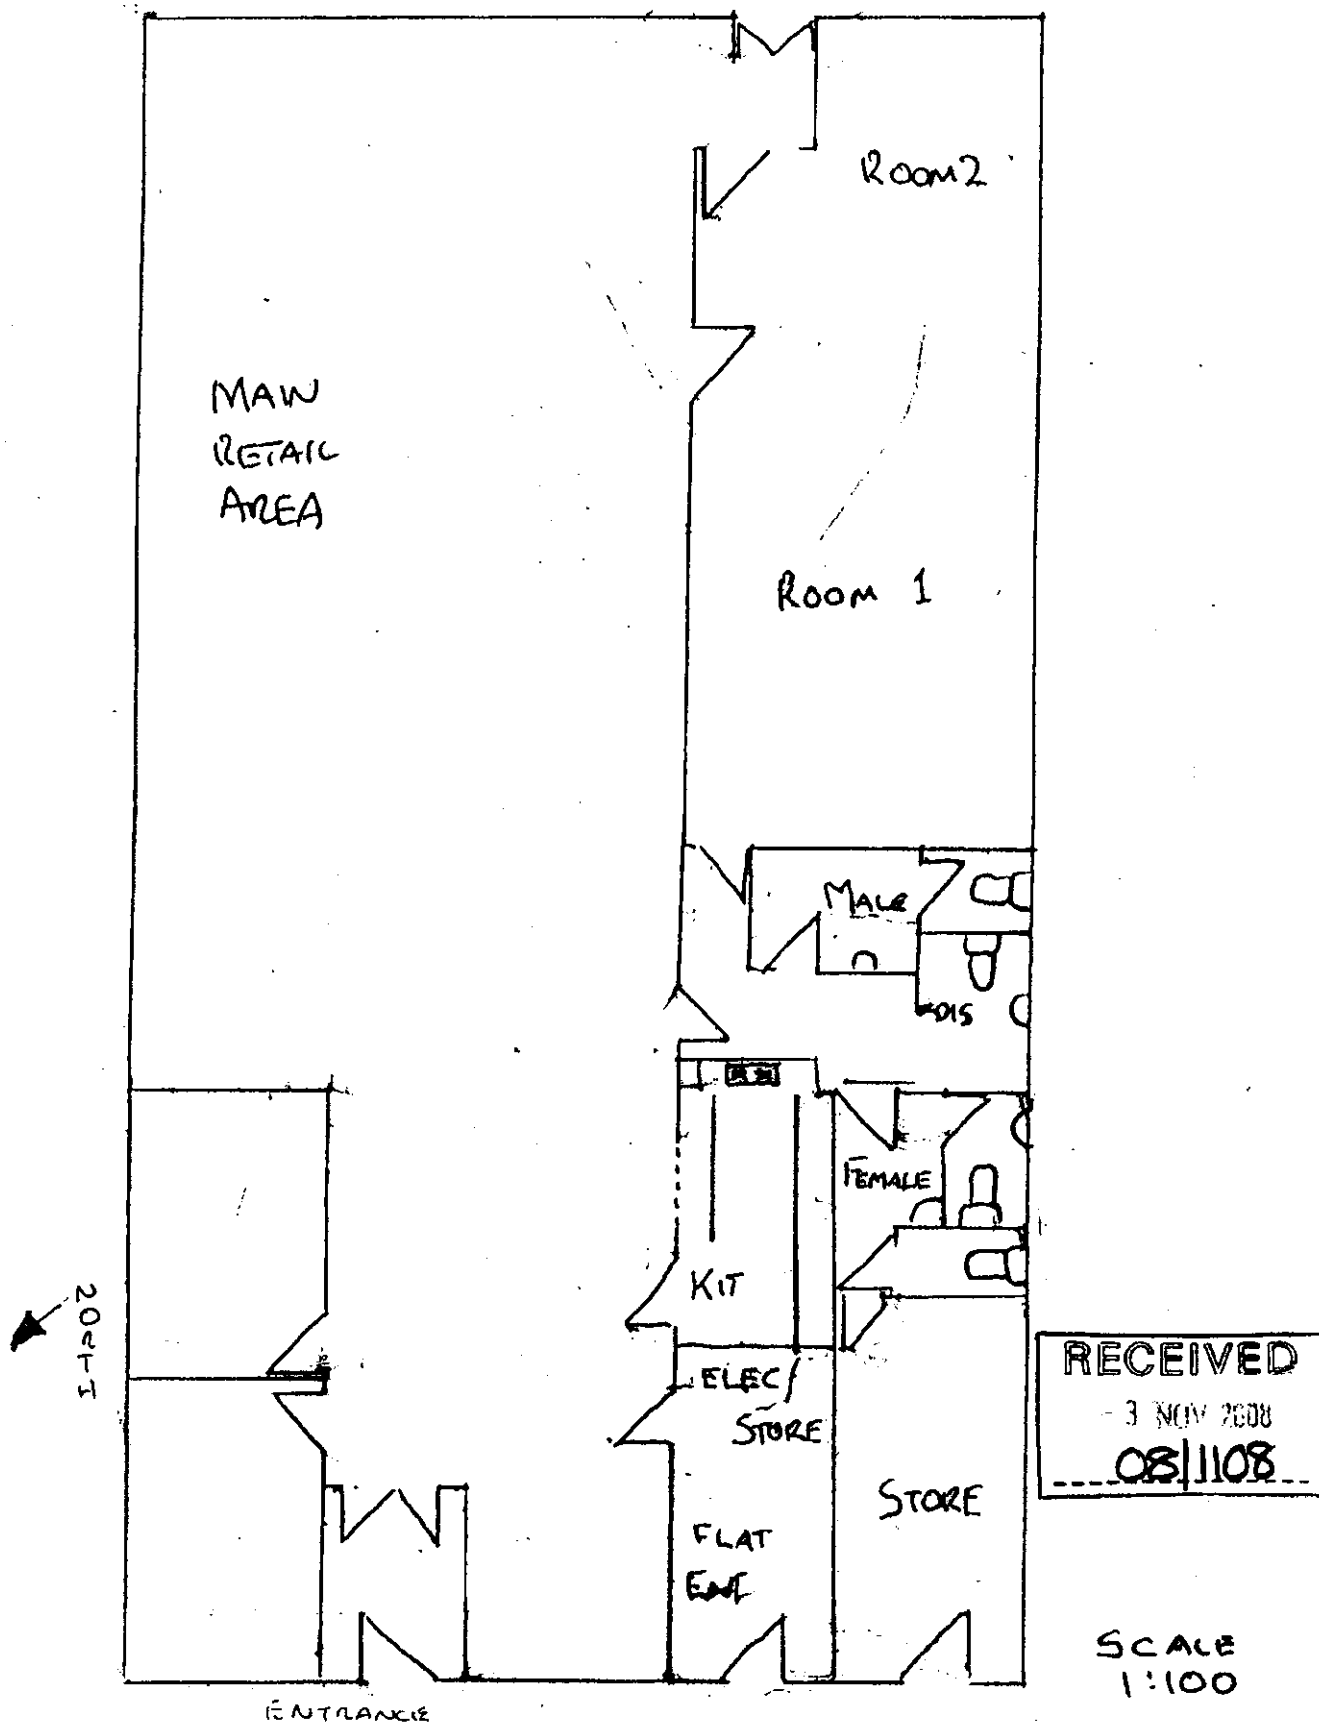 ROOM2
MAIN
RETAIL
AREA
ROOM 1
MALE
DIS
FEMALE
KIT
NORTH
ELEC
STORE
RECEIVED
- 3 NOV 2008
08/1108
STORE
FLAT
ENT
SCALE
1:100
ENTRANCE